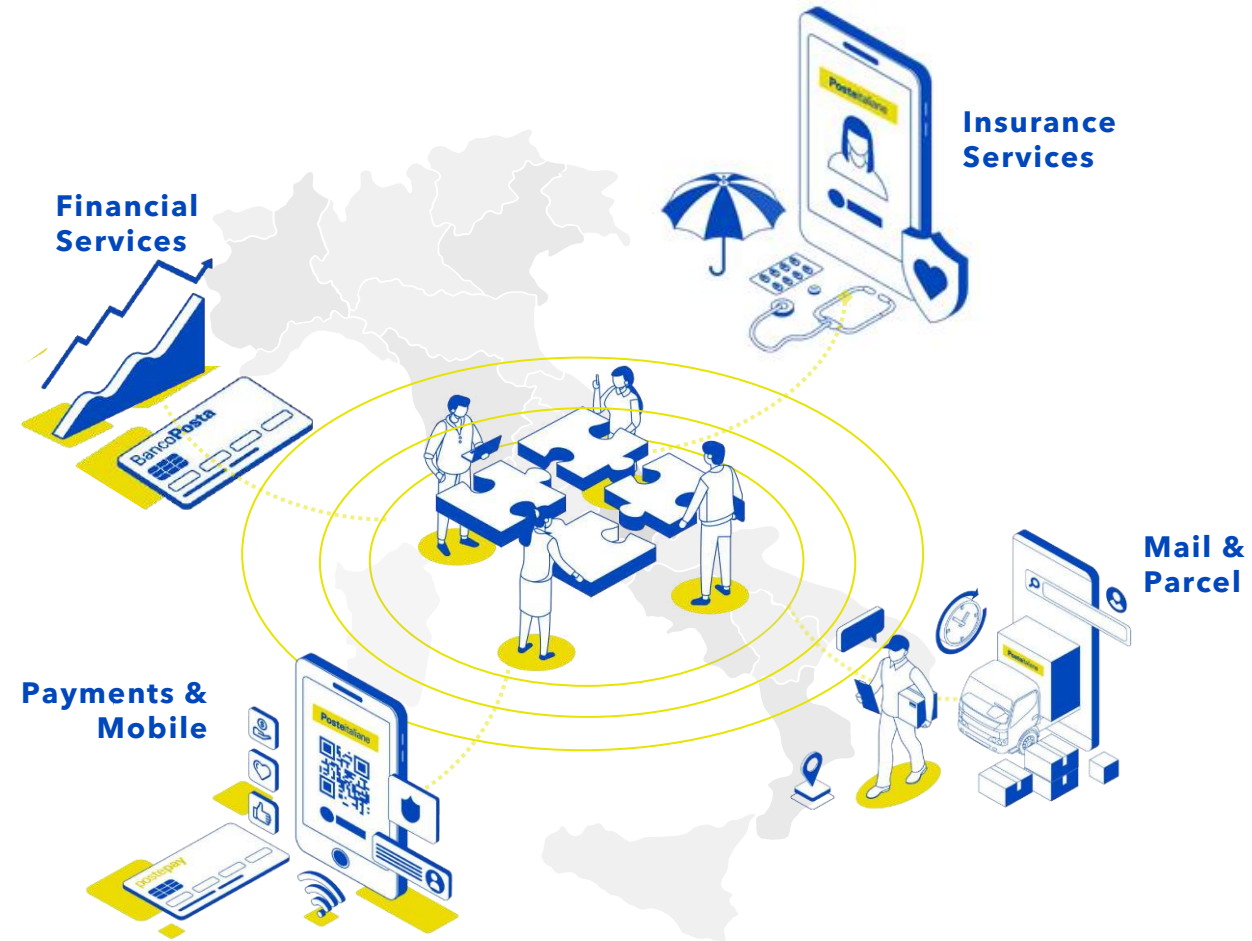 Posteitaliane
Insurance
Services
Financial
Services
BancoPosta
Mail &
Parcel
Posteitaliane
Payments &
Mobile
Posteitaliane
postepay